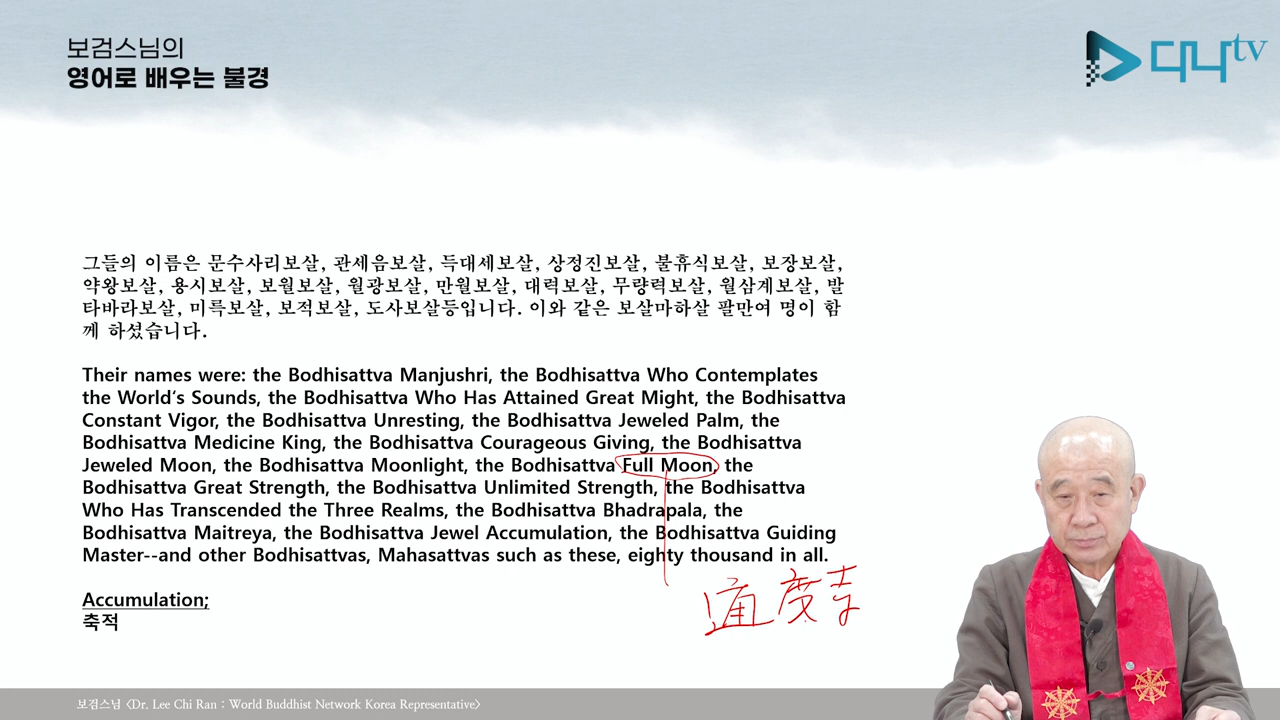 보검스님의
영어로 배우는 불경
디나tv
그들의 이름은 문수사리보살, 관세음보살, 득대세보살, 상정진보살, 불휴식보살, 보장보살,
약왕보살, 용시보살, 보월보살, 월광보살, 만월보살, 대력보살, 무량력보살, 월삼계보살, 발
타바라보살, 미륵보살, 보적보살, 도사보살등입니다. 이와 같은 보살마하살 팔만여 명이 함
께 하셨습니다.
Their names were: the Bodhisattva Manjushri, the Bodhisattva Who Contemplates
the World's Sounds, the Bodhisattva Who Has Attained Great Might, the Bodhisattva
Constant Vigor, the Bodhisattva Unresting, the Bodhisattva Jeweled Palm, the
Bodhisattva Medicine King, the Bodhisattva Courageous Giving, the Bodhisattva
Jeweled Moon, the Bodhisattva Moonlight, the Bodhisattva Full Moon, the
Bodhisattva Great Strength, the Bodhisattva Unlimited Strength, the Bodhisattva
Who Has Transcended the Three Realms, the Bodhisattva Bhadrapala, the
Bodhisattva Maitreya, the Bodhisattva Jewel Accumulation, the Bodhisattva Guiding
Master--and other Bodhisattvas, Mahasattvas such as these, eighty thousand in all.
通度寺
Accumulation;
축적
보검스님 <Dr. Lee Chi Ran : World Buddhist Network Korea Representative>